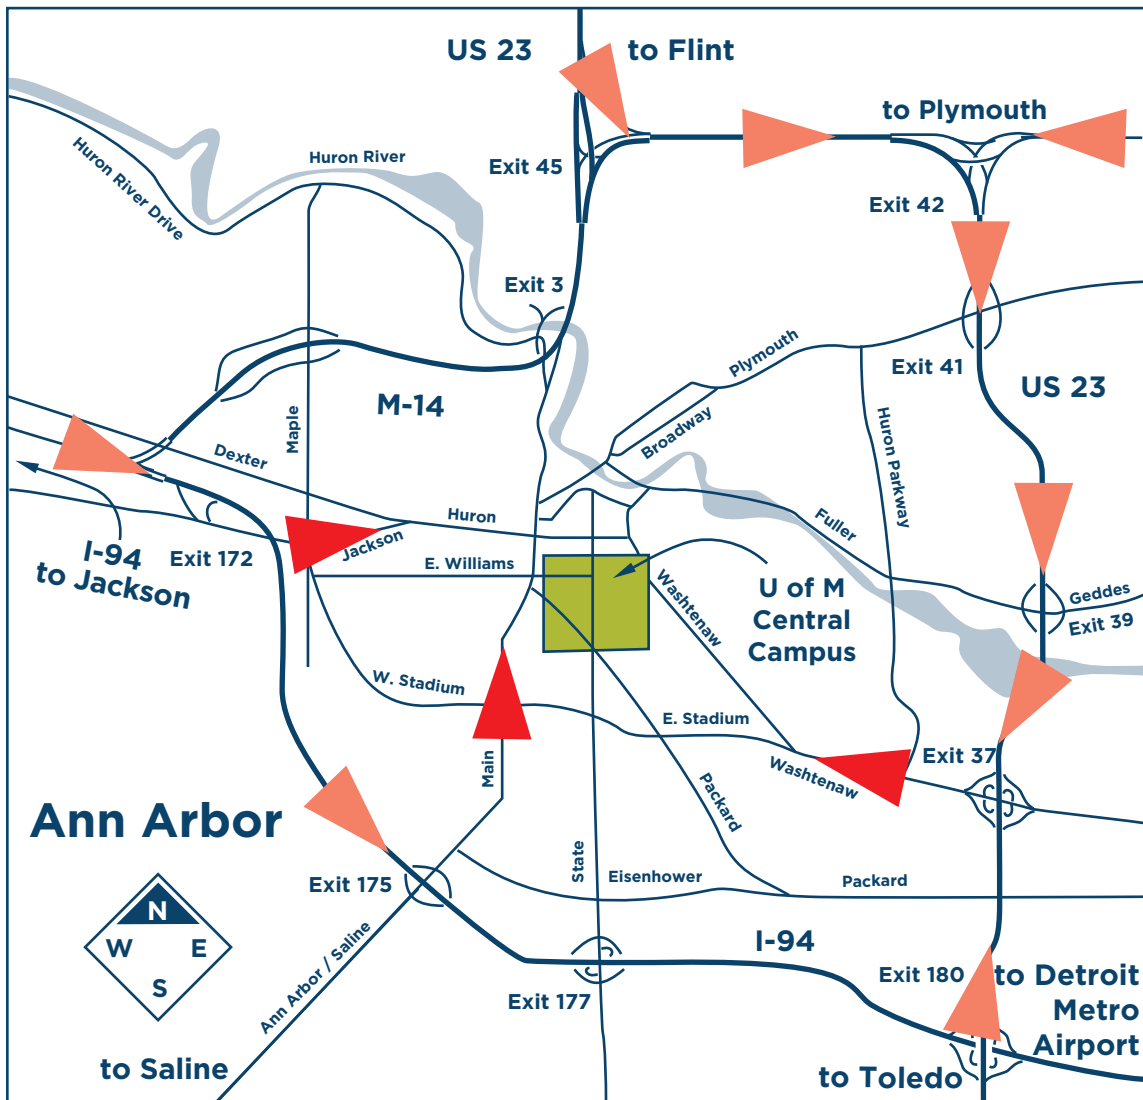 US 23
to Flint
to Plymouth
Huron River
Exit 45
Huron River Drive
Exit 42
Exit 3
Plymouth
Exit 41
US 23
M-14
Maple
Broadway
Huron Parkway
Dexter
Huron
Fuller
Jackson
I-94
to Jackson
Exit 172
E. Williams
U of M
Central
Campus
Washtenaw
Geddes
Exit 39
W. Stadium
E. Stadium
Main
Exit 37
Washtenaw
Packard
Ann Arbor
State
Exit 175
Eisenhower
Packard
N
W
E
S
Ann Arbor / Saline
I-94
Exit 180
to Detroit
Metro
Airport
Exit 177
to Saline
to Toledo